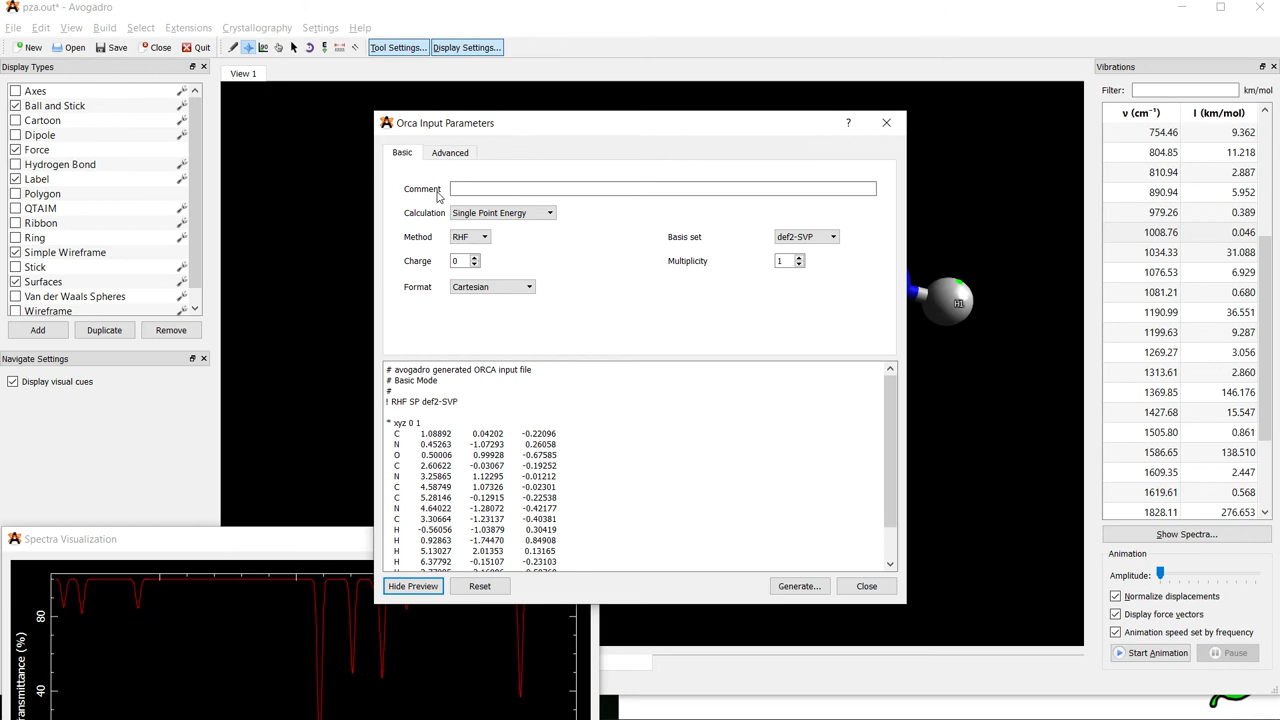 pza.out* - Avogadro
File Edit View Build Select Extensions Crystallography Settings Help
New Open Save Close Quit Tool Settings... Display Settings...
Display Types
Axes
Ball and Stick
Cartoon
Dipole
Force
Hydrogen Bond
Label
Polygon
QTAIM
Ribbon
Ring
Simple Wireframe
Stick
Surfaces
Van der Waals Spheres
Wireframe
Add Duplicate Remove
Navigate Settings
Display visual cues
View 1
Orca Input Parameters
Basic Advanced
Comment
Calculation Single Point Energy
Method RHF Basis set def2-SVP
Charge 0 Multiplicity 1
Format Cartesian
# avogadro generated ORCA input file
# Basic Mode
#
! RHF SP def2-SVP
* xyz 0 1
C 1.08892 0.04202 -0.22096
N 0.45263 -1.07293 0.26058
O 0.50006 0.99928 -0.67585
C 2.60622 -0.03067 -0.19252
N 3.25865 1.12295 -0.01212
C 4.58749 1.07326 -0.02301
C 5.28146 -0.12915 -0.22538
N 4.64022 -1.28072 -0.42177
C 3.30664 -1.23137 -0.40381
H -0.56056 -1.03879 0.30419
H 0.92863 -1.74470 0.84908
H 5.13027 2.01353 0.13165
H 6.37792 -0.15107 -0.23103
Hide Preview Reset Generate... Close
H1
Vibrations
Filter: km/mol
ν (cm⁻¹) I (km/mol)
754.46 9.362
804.85 11.218
810.94 2.887
890.94 5.952
979.26 0.389
1008.76 0.046
1034.33 31.088
1076.53 6.929
1081.21 0.680
1190.99 36.551
1199.63 9.287
1269.27 3.056
1313.61 2.860
1369.85 146.176
1427.68 15.547
1505.80 0.861
1586.65 138.510
1609.35 2.447
1619.61 0.568
1828.11 276.653
Show Spectra...
Animation
Amplitude:
Normalize displacements
Display force vectors
Animation speed set by frequency
Start Animation Pause
Spectra Visualization
80
40